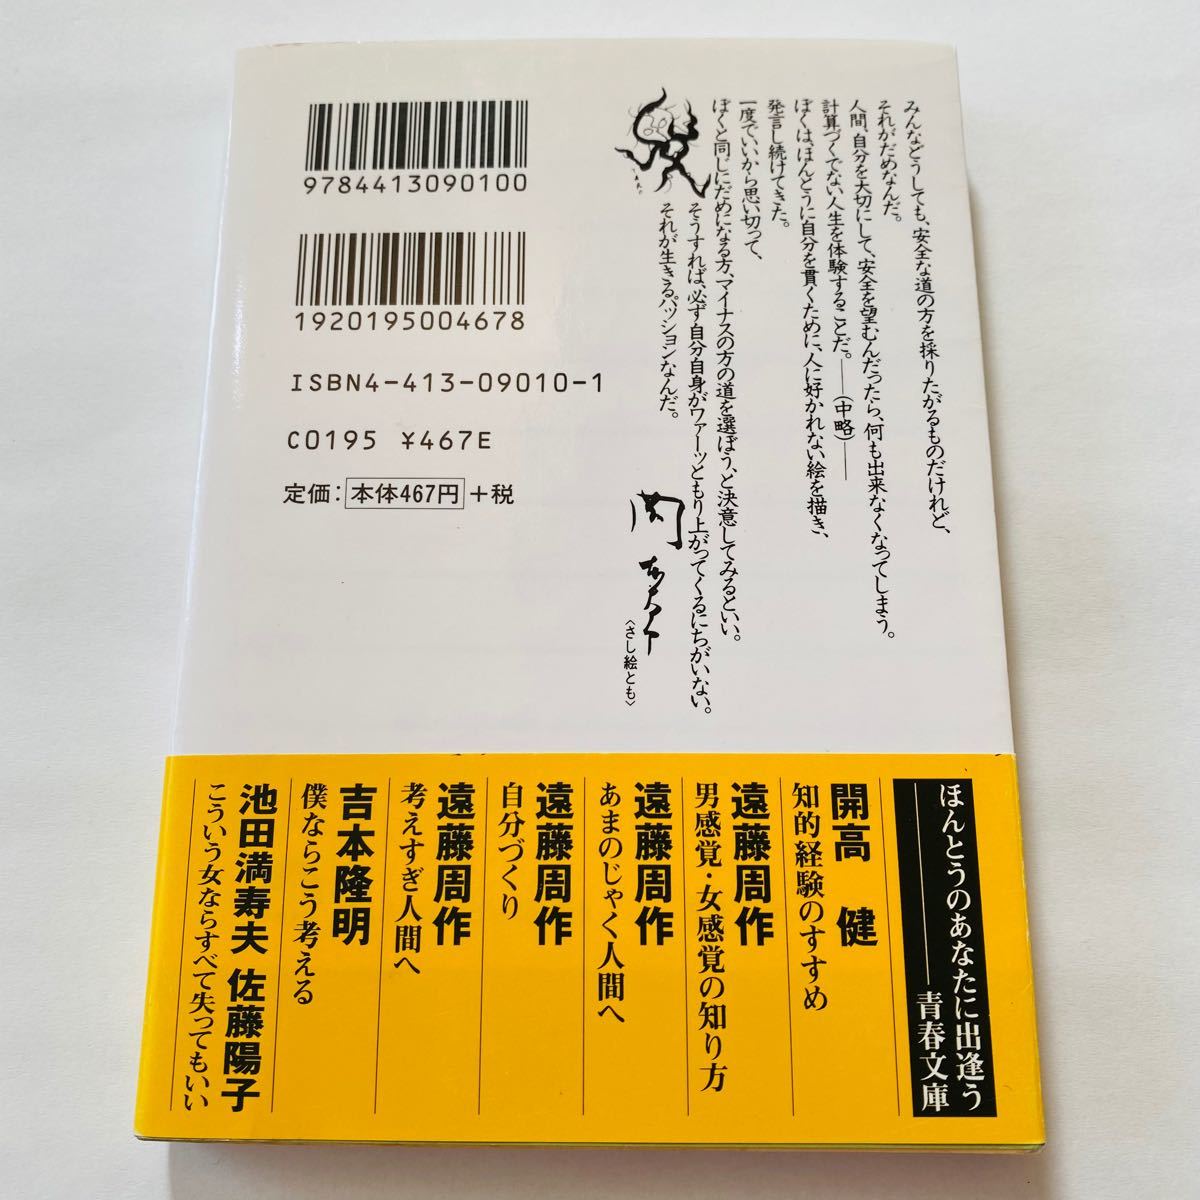 みんなどうしても、安全な道の方を採りたがるものだけれど、
それがだめなんだ。
人間、自分を大切にして、安全を望むんだったら、何も出来なくなってしまう。
計算づくでない人生を体験することだ。――(中略)――
ぼくは、ほんとうに自分を貫くために、人に好かれない絵を描き、
発言し続けてきた。
一度でいいから思い切って、
ぼくと同じにだめになる方、マイナスの方の道を選ぼう、と決意してみるといい。
そうすれば、必ず自分自身がワァーッともり上がってくるにちがいない。
それが生きるパッションなんだ。
〈さし絵とも〉
9784413090100
1920195004678
ISBN4-413-09010-1
C0195 ¥467E
定価：本体467円＋税
ほんとうのあなたに出逢う
――青春文庫
開高 健
知的経験のすすめ
遠藤周作
男感覚・女感覚の知り方
遠藤周作
あまのじゃく人間へ
遠藤周作
自分づくり
遠藤周作
考えすぎ人間へ
吉本隆明
僕ならこう考える
池田満寿夫 佐藤陽子
こういう女ならすべて失ってもいい